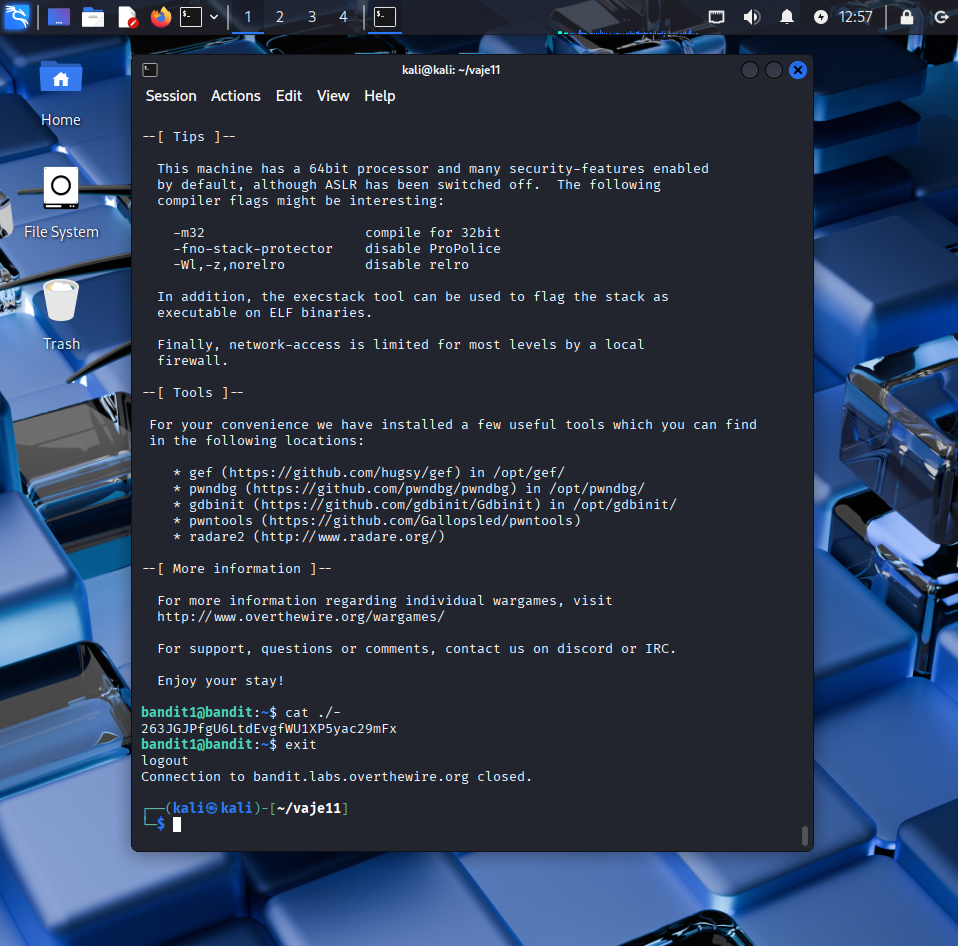 1 2 3 4
12:57
Home
File System
Trash
kali@kali: ~/vaje11
Session Actions Edit View Help
--[ Tips ]--
This machine has a 64bit processor and many security-features enabled
by default, although ASLR has been switched off.  The following
compiler flags might be interesting:
-m32                    compile for 32bit
-fno-stack-protector    disable ProPolice
-Wl,-z,norelro          disable relro
In addition, the execstack tool can be used to flag the stack as
executable on ELF binaries.
Finally, network-access is limited for most levels by a local
firewall.
--[ Tools ]--
For your convenience we have installed a few useful tools which you can find
in the following locations:
* gef (https://github.com/hugsy/gef) in /opt/gef/
* pwndbg (https://github.com/pwndbg/pwndbg) in /opt/pwndbg/
* gdbinit (https://github.com/gdbinit/Gdbinit) in /opt/gdbinit/
* pwntools (https://github.com/Gallopsled/pwntools)
* radare2 (http://www.radare.org/)
--[ More information ]--
For more information regarding individual wargames, visit
http://www.overthewire.org/wargames/
For support, questions or comments, contact us on discord or IRC.
Enjoy your stay!
bandit1@bandit:~$ cat ./-
263JGJPfgU6LtdEvgfWU1XP5yac29mFx
bandit1@bandit:~$ exit
logout
Connection to bandit.labs.overthewire.org closed.
┌──(kali㉿kali)-[~/vaje11]
└─$